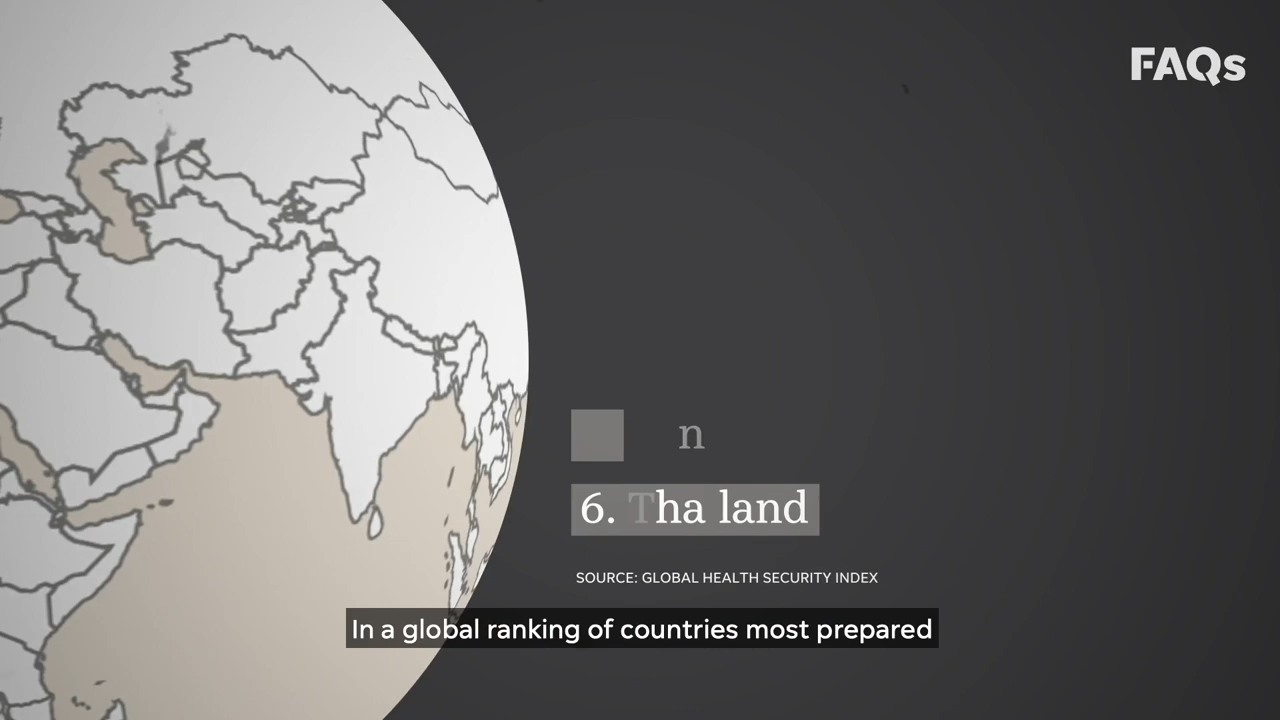 FAQs
n
6. Tha land
SOURCE: GLOBAL HEALTH SECURITY INDEX
In a global ranking of countries most prepared